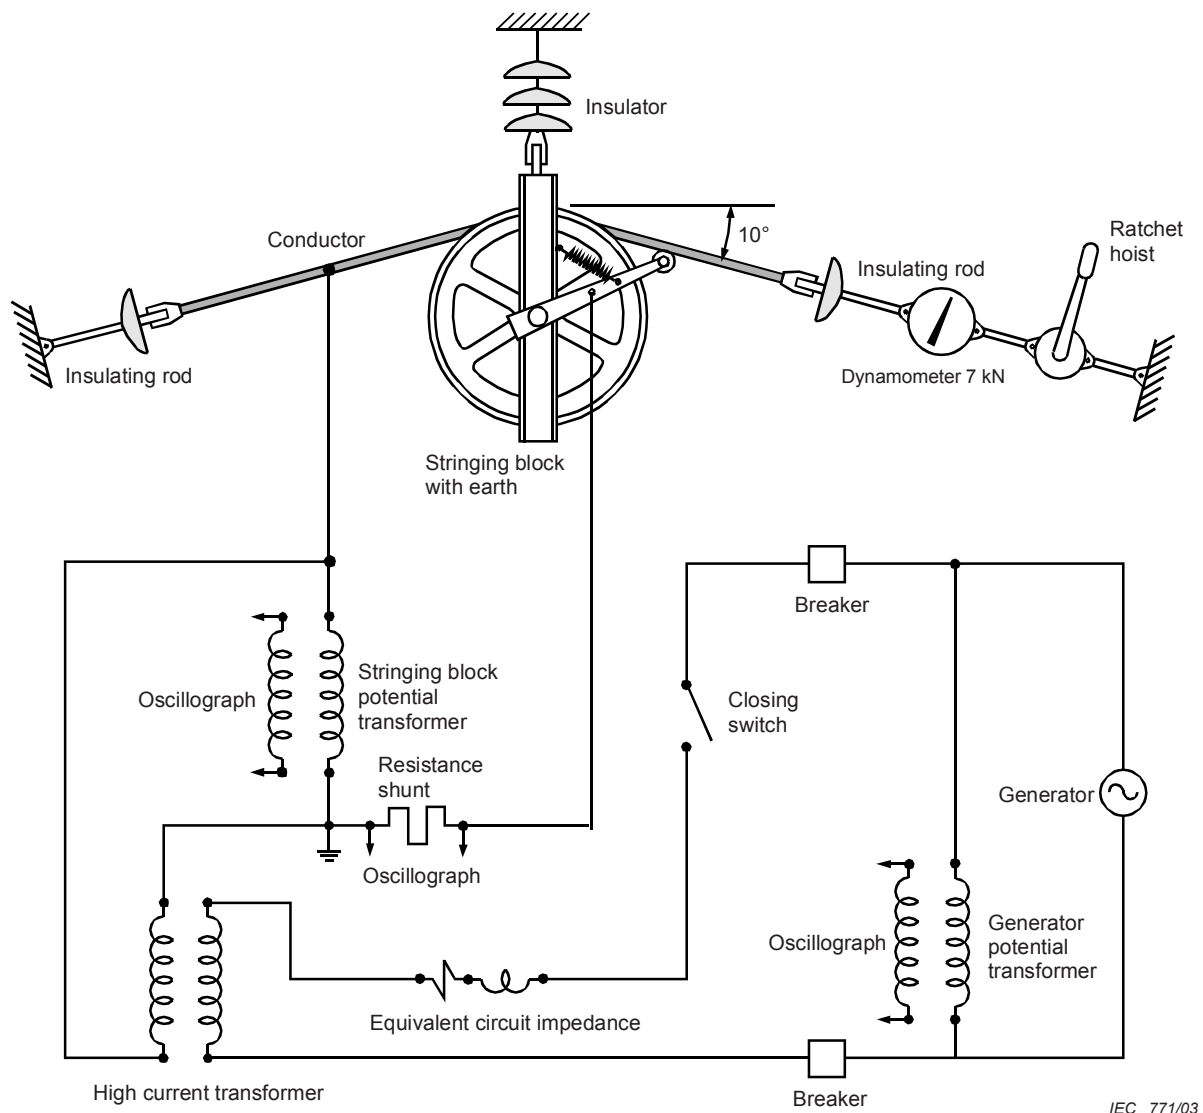 Insulator
Conductor
10°
Ratchet
hoist
Insulating rod
Insulating rod
Dynamometer 7 kN
Stringing block
with earth
Breaker
Oscillograph
Stringing block
potential
transformer
Closing
switch
Resistance
shunt
Generator
Oscillograph
Oscillograph
Generator
potential
transformer
Equivalent circuit impedance
High current transformer
Breaker
IEC 771/03